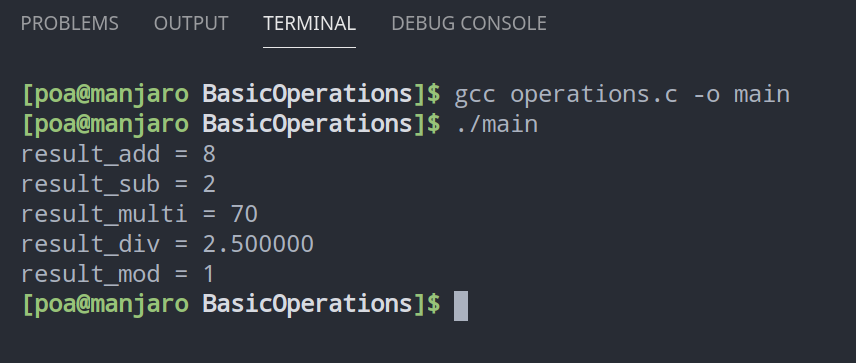 PROBLEMS OUTPUT TERMINAL DEBUG CONSOLE
[poa@manjaro BasicOperations]$ gcc operations.c -o main
[poa@manjaro BasicOperations]$ ./main
result_add = 8
result_sub = 2
result_multi = 70
result_div = 2.500000
result_mod = 1
[poa@manjaro BasicOperations]$